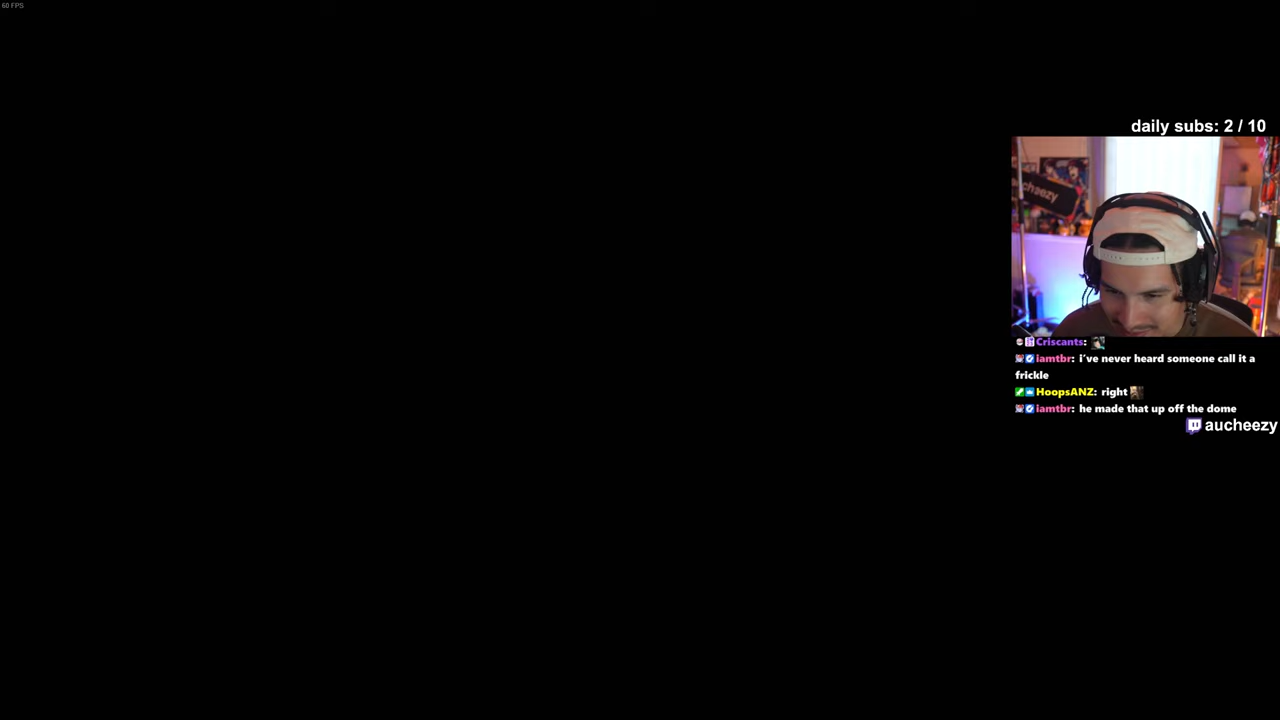 60 FPS
daily subs: 2 / 10
aucheezy
Criscants:
iamtbr: i've never heard someone call it a
frickle
HoopsANZ: right
iamtbr: he made that up off the dome
aucheezy